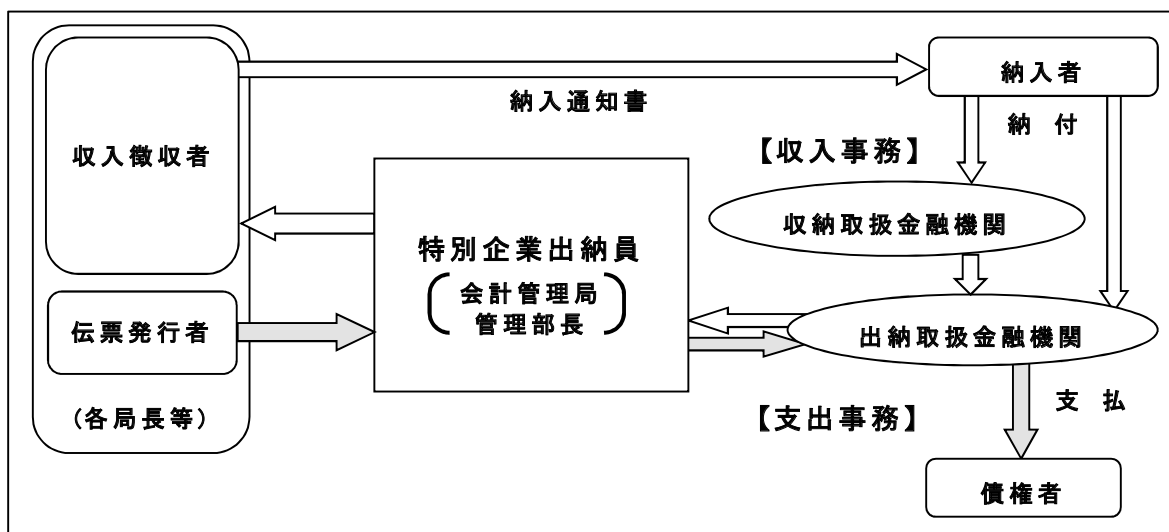 納入者
納入通知書
納 付
収入徴収者
【収入事務】
収納取扱金融機関
特別企業出納員
会計管理局
管理部長
伝票発行者
出納取扱金融機関
支 払
(各局長等)
【支出事務】
債権者